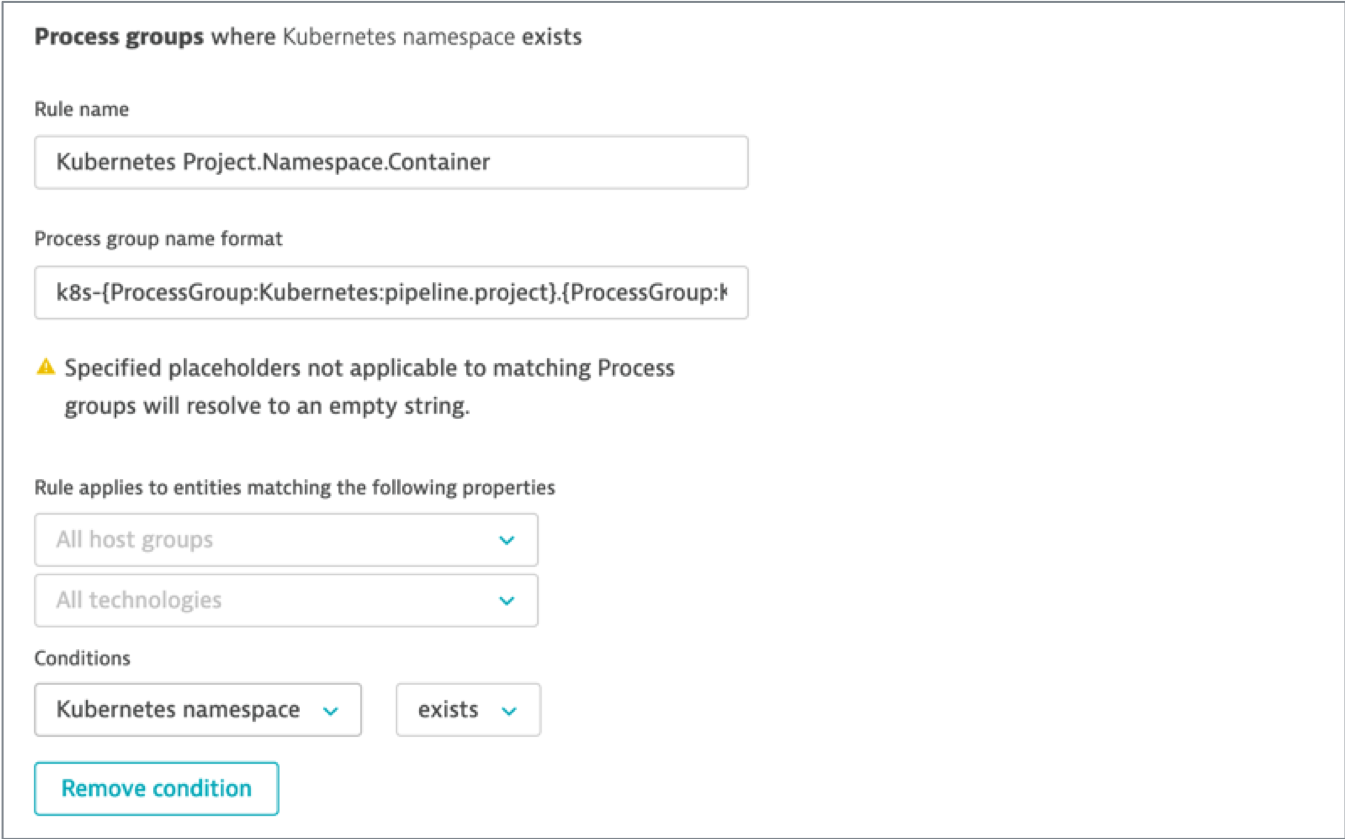 Process groups where Kubernetes namespace exists
Rule name
Kubernetes Project.Namespace.Container
Process group name format
k8s-{ProcessGroup:Kubernetes:pipeline.project}.{ProcessGroup:K
Specified placeholders not applicable to matching Process
groups will resolve to an empty string.
Rule applies to entities matching the following properties
All host groups
All technologies
Conditions
Kubernetes namespace exists
Remove condition